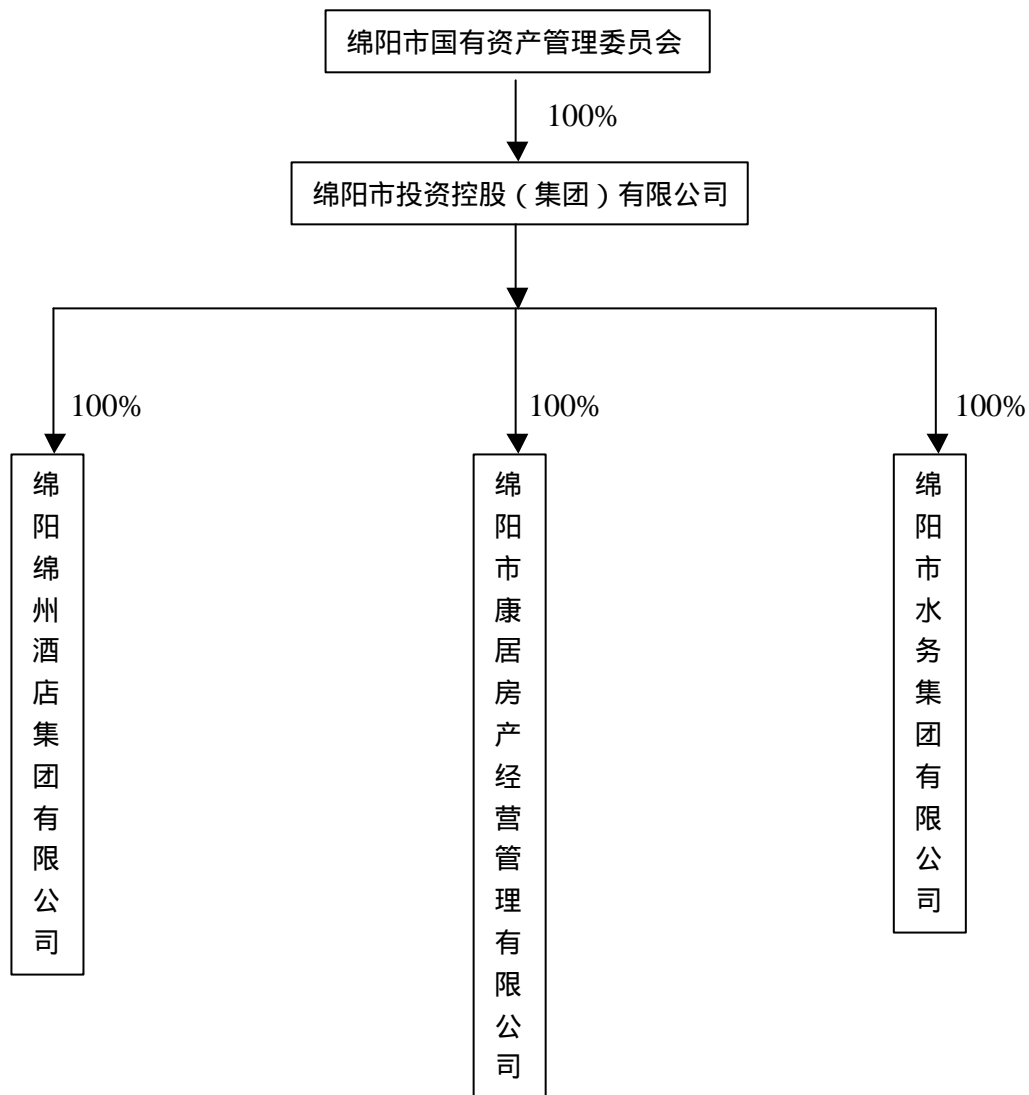 绵阳市国有资产管理委员会
100%
绵阳市投资控股（集团）有限公司
100%
100%
100%
绵阳绵州酒店集团有限公司
绵阳市康居房产经营管理有限公司
绵阳市水务集团有限公司